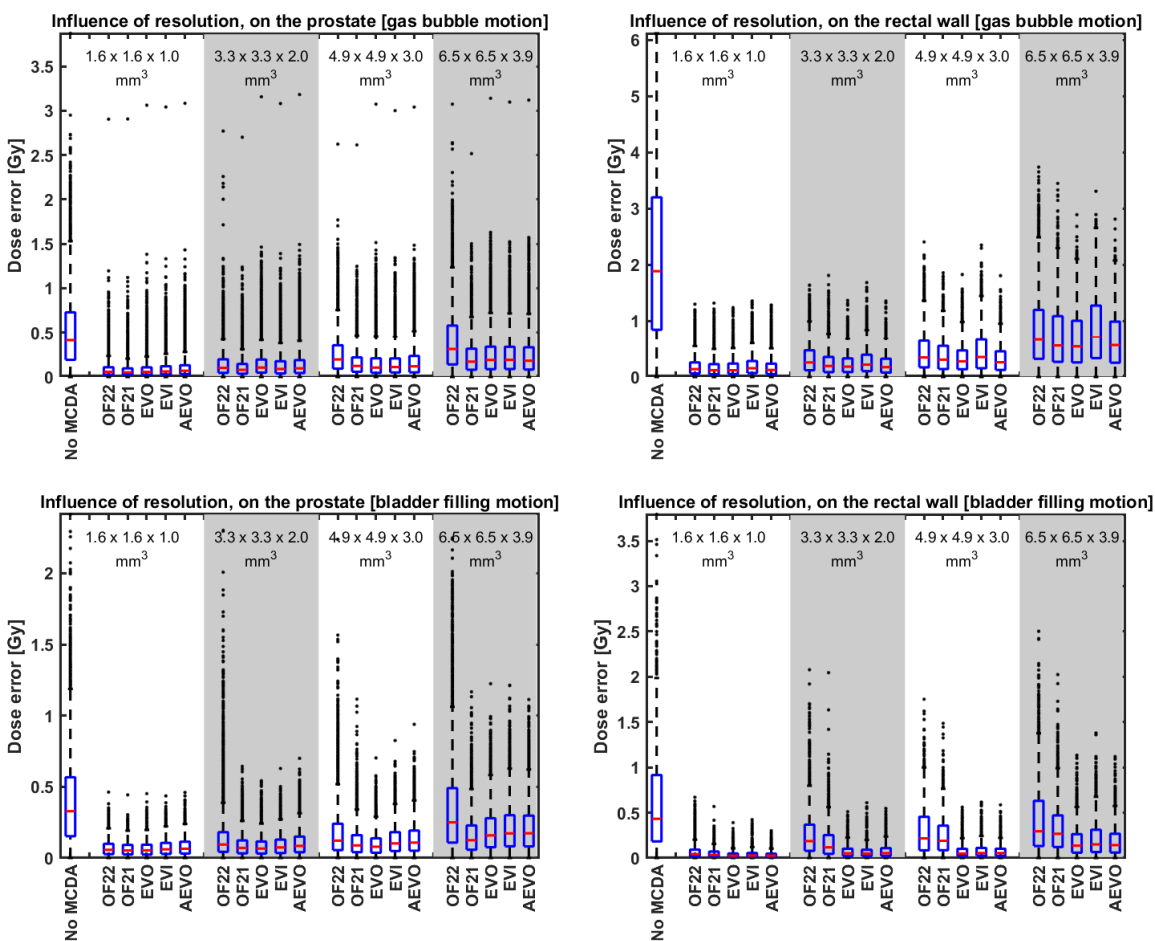 Influence of resolution, on the prostate [gas bubble motion]
1.6 x 1.6 x 1.0 mm3
3.3 x 3.3 x 2.0 mm3
4.9 x 4.9 x 3.0 mm3
6.5 x 6.5 x 3.9 mm3
Dose error [Gy]
3.5
3
2.5
2
1.5
1
0.5
0
No MCDA
OF22
OF21
EVO
EVI
AEVO
OF22
OF21
EVO
EVI
AEVO
OF22
OF21
EVO
EVI
AEVO
OF22
OF21
EVO
EVI
AEVO
Influence of resolution, on the rectal wall [gas bubble motion]
1.6 x 1.6 x 1.0 mm3
3.3 x 3.3 x 2.0 mm3
4.9 x 4.9 x 3.0 mm3
6.5 x 6.5 x 3.9 mm3
Dose error [Gy]
6
5
4
3
2
1
0
No MCDA
OF22
OF21
EVO
EVI
AEVO
OF22
OF21
EVO
EVI
AEVO
OF22
OF21
EVO
EVI
AEVO
OF22
OF21
EVO
EVI
AEVO
Influence of resolution, on the prostate [bladder filling motion]
1.6 x 1.6 x 1.0 mm3
3.3 x 3.3 x 2.0 mm3
4.9 x 4.9 x 3.0 mm3
6.5 x 6.5 x 3.9 mm3
Dose error [Gy]
2
1.5
1
0.5
0
No MCDA
OF22
OF21
EVO
EVI
AEVO
OF22
OF21
EVO
EVI
AEVO
OF22
OF21
EVO
EVI
AEVO
OF22
OF21
EVO
EVI
AEVO
Influence of resolution, on the rectal wall [bladder filling motion]
1.6 x 1.6 x 1.0 mm3
3.3 x 3.3 x 2.0 mm3
4.9 x 4.9 x 3.0 mm3
6.5 x 6.5 x 3.9 mm3
Dose error [Gy]
3.5
3
2.5
2
1.5
1
0.5
0
No MCDA
OF22
OF21
EVO
EVI
AEVO
OF22
OF21
EVO
EVI
AEVO
OF22
OF21
EVO
EVI
AEVO
OF22
OF21
EVO
EVI
AEVO